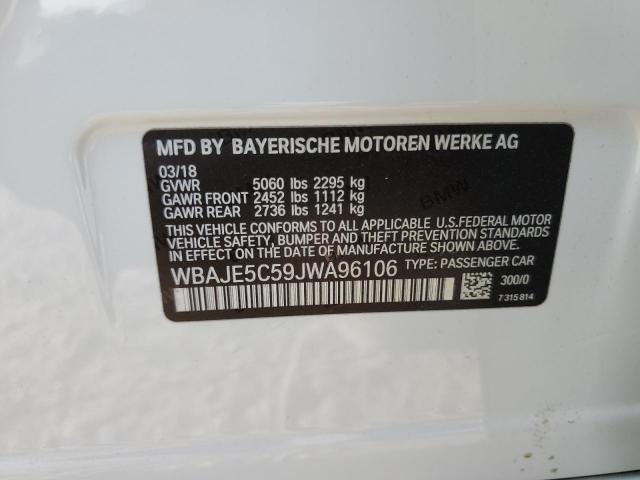 MFD BY BAYERISCHE MOTOREN WERKE AG
03/18
GVWR 5060 lbs 2295 kg
GAWR FRONT 2452 lbs 1112 kg
GAWR REAR 2736 lbs 1241 kg
THIS VEHICLE CONFORMS TO ALL APPLICABLE U.S.FEDERAL MOTOR
VEHICLE SAFETY, BUMPER AND THEFT PREVENTION STANDARDS
IN EFFECT ON THE DATE OF MANUFACTURE SHOWN ABOVE.
WBAJE5C59JWA96106 TYPE: PASSENGER CAR
300/0
7 315 814
BMW